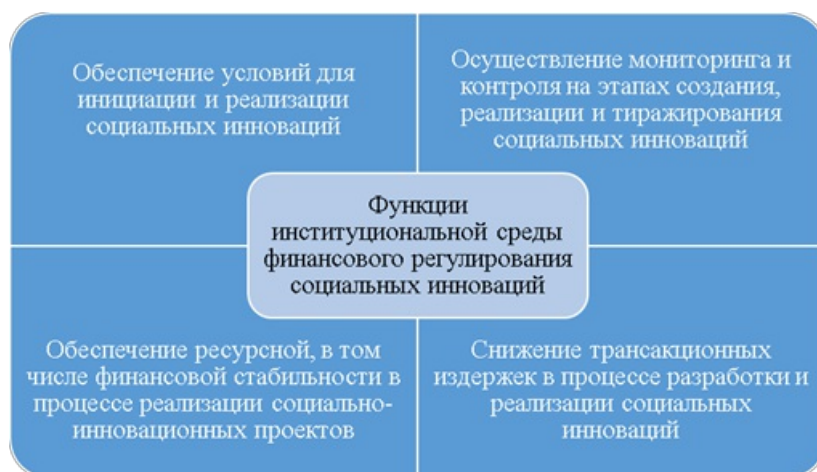 Обеспечение условий для
инициации и реализации
социальных инноваций
Осуществление мониторинга и
контроля на этапах создания,
реализации и тиражирования
социальных инноваций
Функции
институциональной среды
финансового регулирования
социальных инноваций
Обеспечение ресурсной, в том
числе финансовой стабильности в
процессе реализации социально-
инновационных проектов
Снижение трансакционных
издержек в процессе разработки и
реализации социальных
инноваций